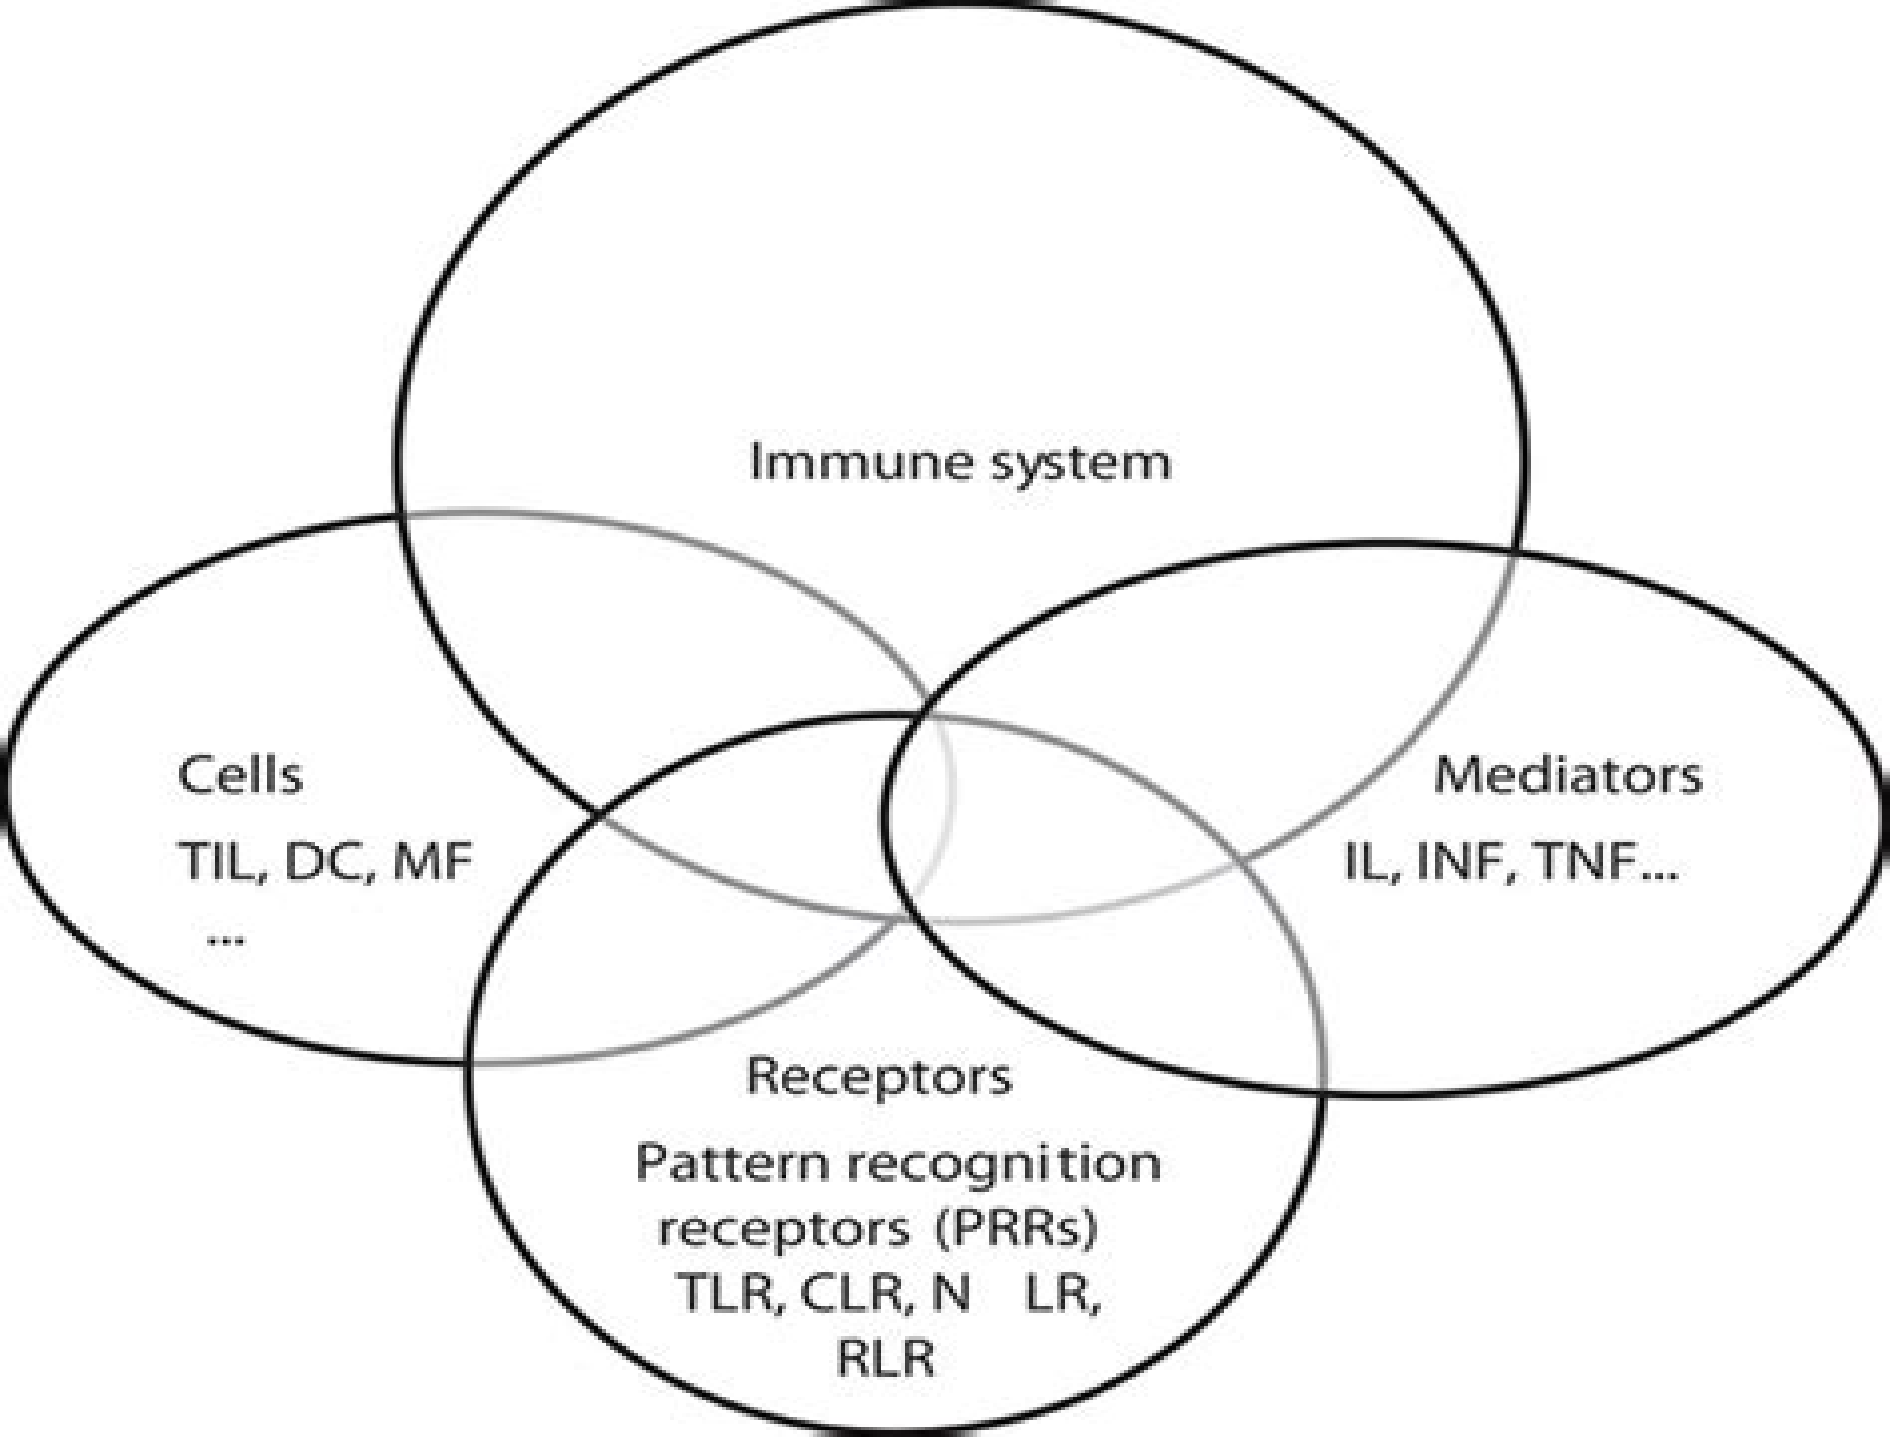 Immune system
Cells
TIL, DC, MF
...
Mediators
IL, INF, TNF...
Receptors
Pattern recognition
receptors (PRRs)
TLR, CLR, N LR,
RLR